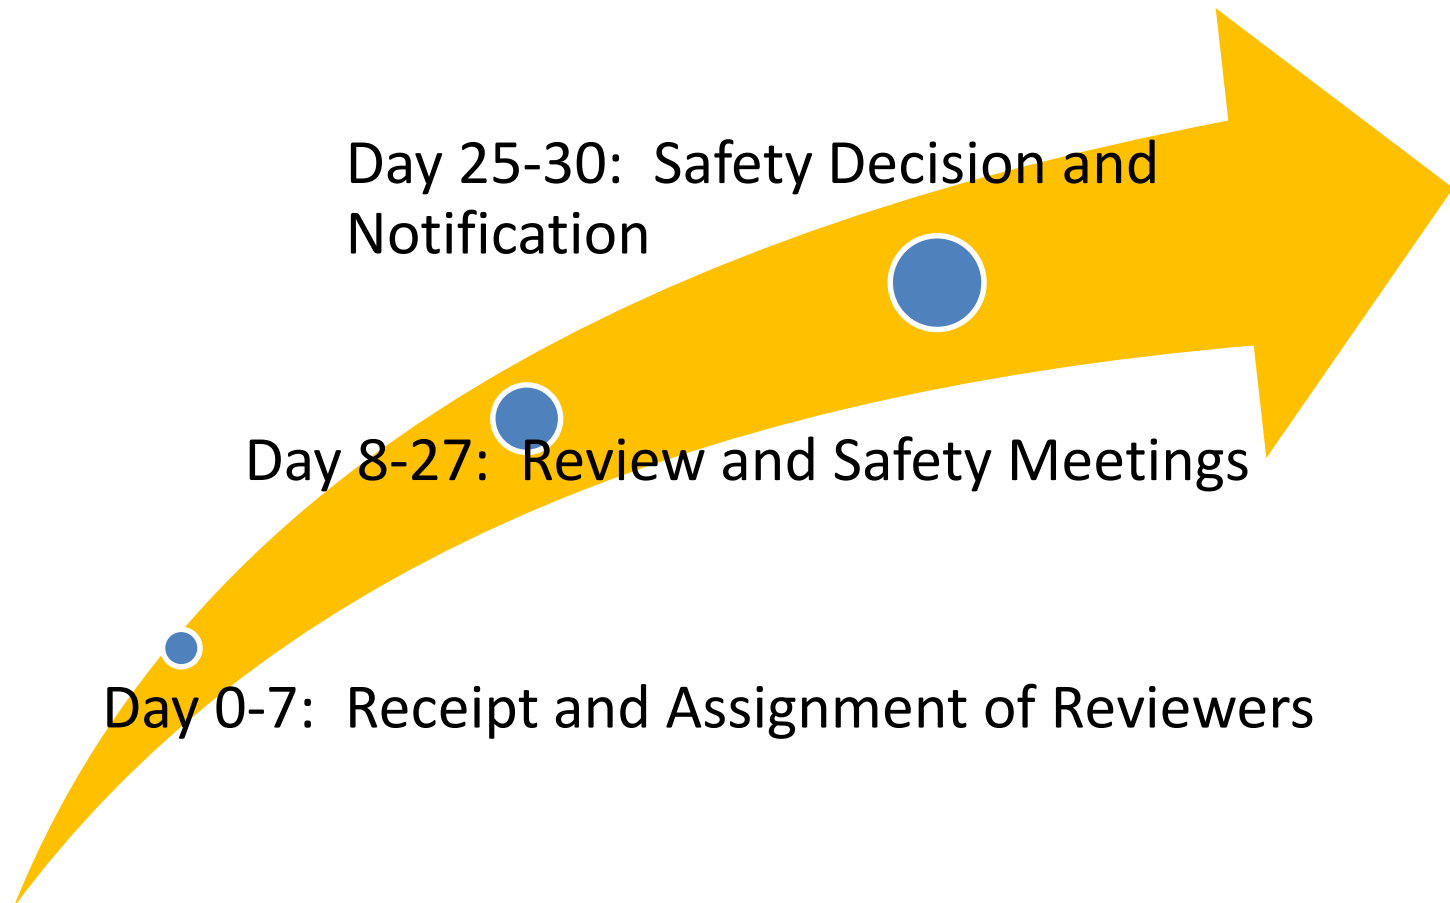 Day 25-30:  Safety Decision and
Notification
Day 8-27:  Review and Safety Meetings
Day 0-7:  Receipt and Assignment of Reviewers